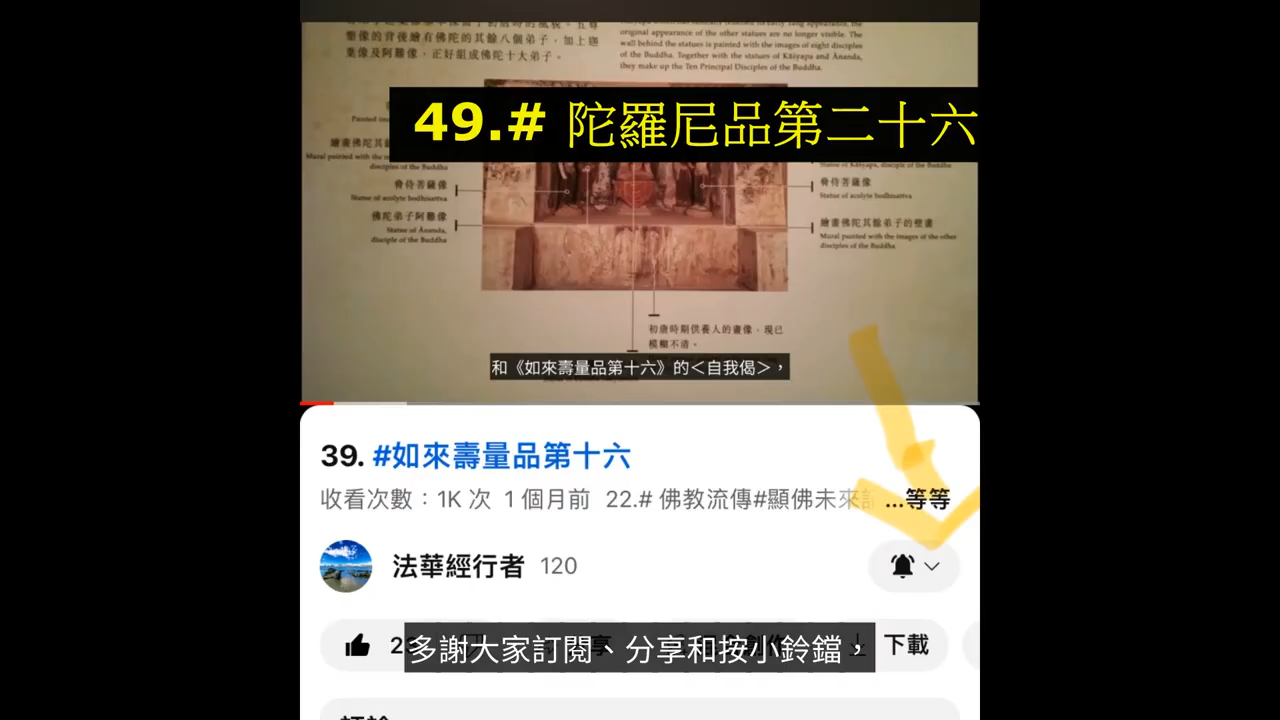 塑像的背後繪有佛陀的其餘八個弟子，加上迦
葉像及阿難像，正好組成佛陀十大弟子。
original appearance of the other statues are no longer visible. The
wall behind the statues is painted with the images of eight disciples
of the Buddha. Together with the statues of Kāśyapa and Ānanda,
they make up the Ten Principal Disciples of the Buddha.
49.# 陀羅尼品第二十六
Painted
繪畫佛陀其
Mural painted with the
disciples of the Buddha
脅侍菩薩像
Statue of acolyte bodhisattva
佛陀弟子阿難像
Statue of Ānanda,
disciple of the Buddha
Statue of Kāśyapa, disciple of the Buddha
脅侍菩薩像
Statue of acolyte bodhisattva
繪畫佛陀其餘弟子的壁畫
Mural painted with the images of the other
disciples of the Buddha
初唐時期供養人的畫像，現已
模糊不清。
和《如來壽量品第十六》的＜自我偈＞，
39. #如來壽量品第十六
收看次數：1K 次 1 個月前 22.# 佛教流傳#顯佛未來 ...等等
法華經行者 120
2 下載
多謝大家訂閱、分享和按小鈴鐺，